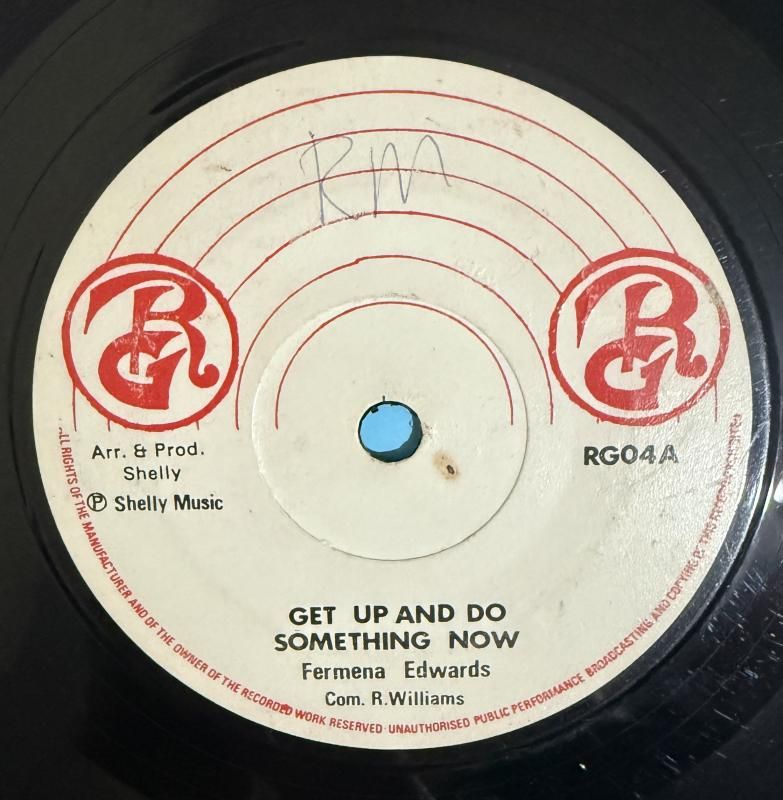 RM
RG
RG
Arr. & Prod.
Shelly
℗ Shelly Music
RG04A
GET UP AND DO
SOMETHING NOW
Fermena Edwards
Com. R.Williams
ALL RIGHTS OF THE MANUFACTURER AND OF THE OWNER OF THE RECORDED WORK RESERVED UNAUTHORISED PUBLIC PERFORMANCE BROADCASTING AND COPYING OF THIS